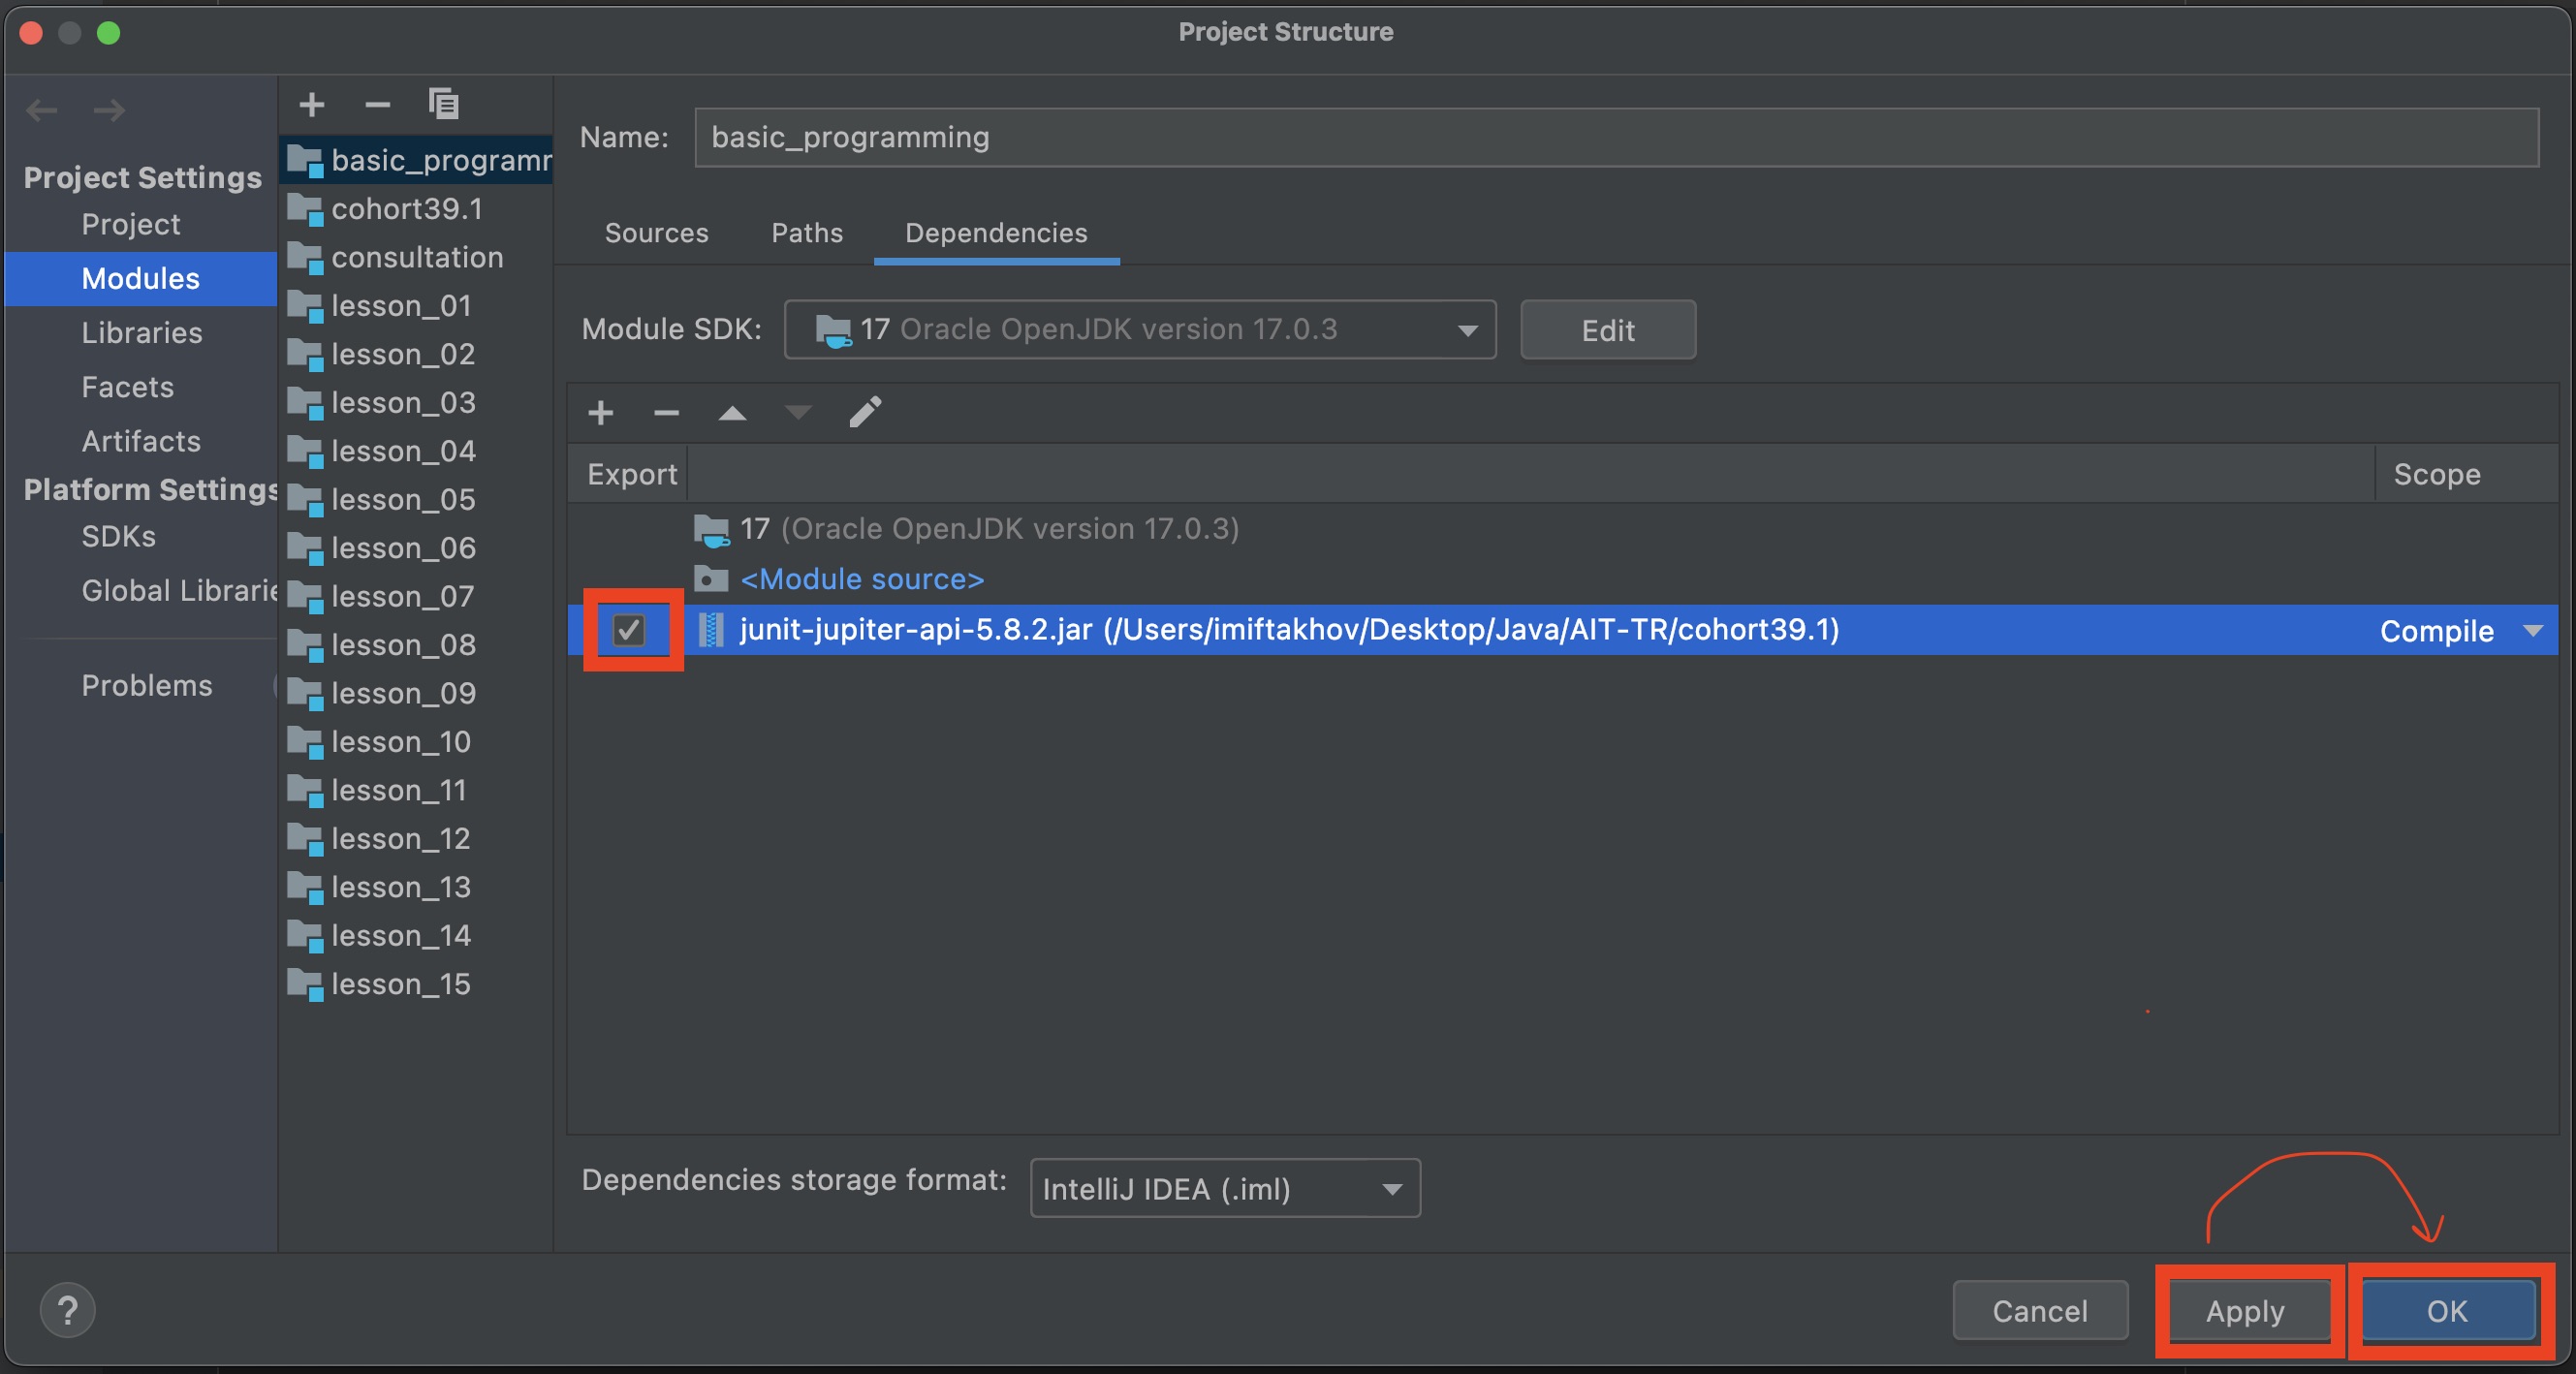 Project Structure
Project Settings
Project
Modules
Libraries
Facets
Artifacts
Platform Settings
SDKs
Global Librarie
Problems
basic_programm
cohort39.1
consultation
lesson_01
lesson_02
lesson_03
lesson_04
lesson_05
lesson_06
lesson_07
lesson_08
lesson_09
lesson_10
lesson_11
lesson_12
lesson_13
lesson_14
lesson_15
Name: basic_programming
Sources Paths Dependencies
Module SDK: 17 Oracle OpenJDK version 17.0.3 Edit
Export Scope
17 (Oracle OpenJDK version 17.0.3)
<Module source>
junit-jupiter-api-5.8.2.jar (/Users/imiftakhov/Desktop/Java/AIT-TR/cohort39.1) Compile
Dependencies storage format: IntelliJ IDEA (.iml)
? Cancel Apply OK